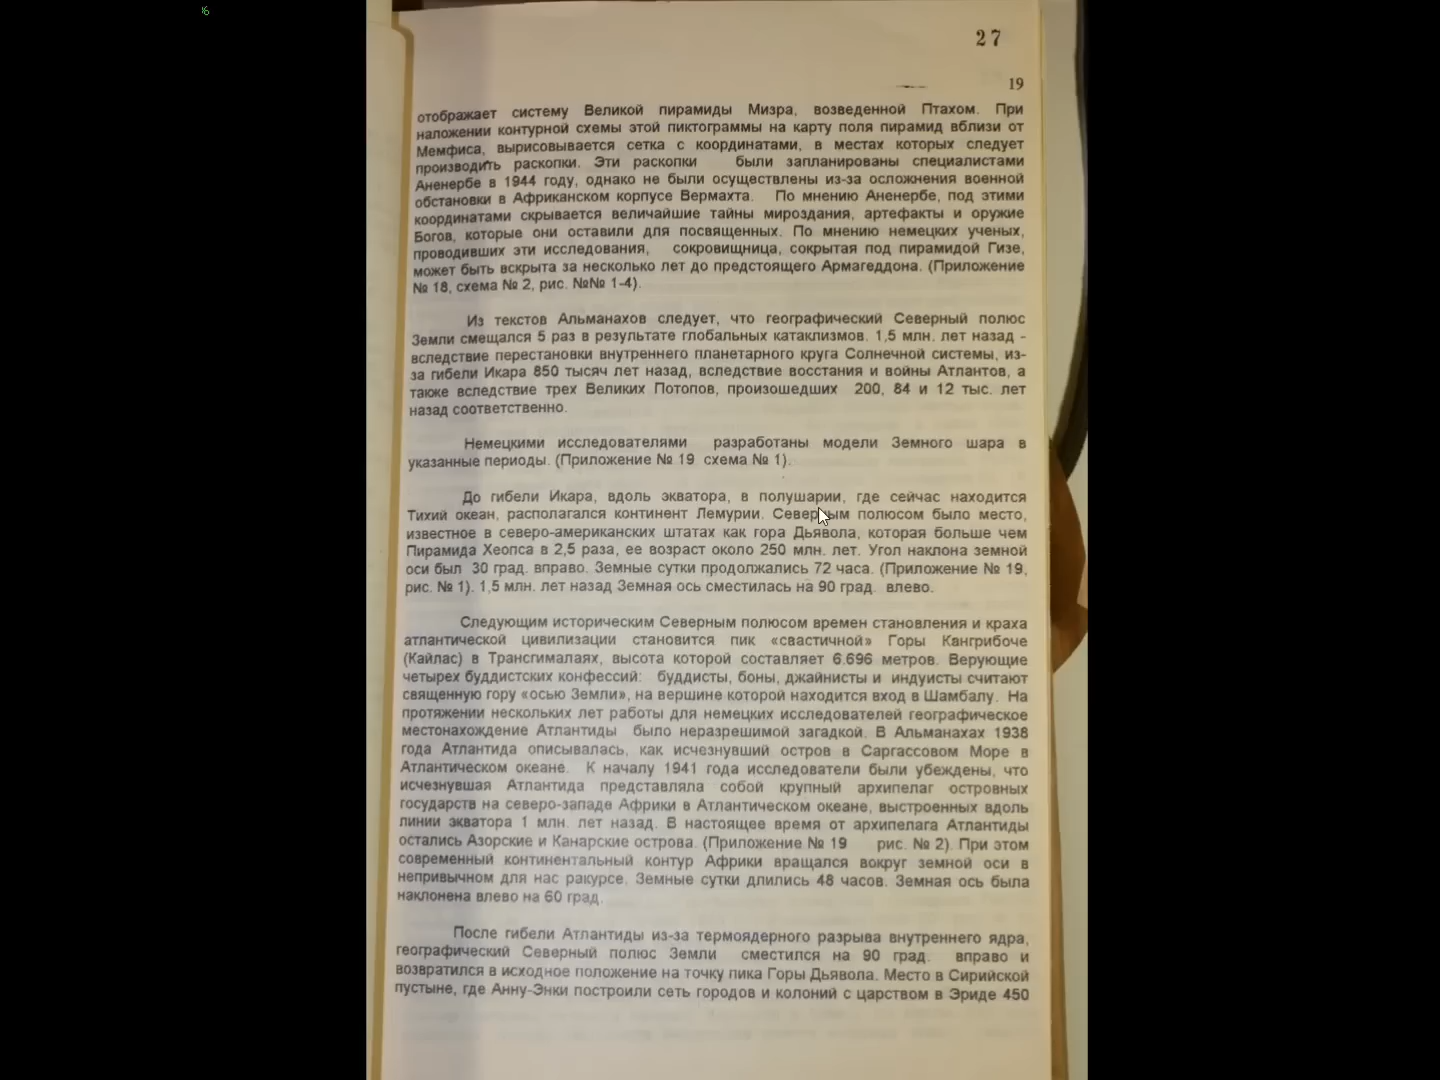 27
19
отображает систему Великой пирамиды Мизра, возведенной Птахом. При
наложении контурной схемы этой пиктограммы на карту поля пирамид вблизи от
Мемфиса, вырисовывается сетка с координатами, в местах которых следует
производить раскопки. Эти раскопки были запланированы специалистами
Аненербе в 1944 году, однако не были осуществлены из-за осложнения военной
обстановки в Африканском корпусе Вермахта. По мнению Аненербе, под этими
координатами скрывается величайшие тайны мироздания, артефакты и оружие
Богов, которые они оставили для посвященных. По мнению немецких ученых,
проводивших эти исследования, сокровищница, сокрытая под пирамидой Гизе,
может быть вскрыта за несколько лет до предстоящего Армагеддона. (Приложение
№ 18, схема № 2, рис. №№ 1-4).
Из текстов Альманахов следует, что географический Северный полюс
Земли смещался 5 раз в результате глобальных катаклизмов. 1,5 млн. лет назад -
вследствие перестановки внутреннего планетарного круга Солнечной системы, из-
за гибели Икара 850 тысяч лет назад, вследствие восстания и войны Атлантов, а
также вследствие трех Великих Потопов, произошедших 200, 84 и 12 тыс. лет
назад соответственно.
Немецкими исследователями разработаны модели Земного шара в
указанные периоды. (Приложение № 19 схема № 1).
До гибели Икара, вдоль экватора, в полушарии, где сейчас находится
Тихий океан, располагался континент Лемурии. Северным полюсом было место,
известное в северо-американских штатах как гора Дьявола, которая больше чем
Пирамида Хеопса в 2,5 раза, ее возраст около 250 млн. лет. Угол наклона земной
оси был 30 град. вправо. Земные сутки продолжались 72 часа. (Приложение № 19,
рис. № 1). 1,5 млн. лет назад Земная ось сместилась на 90 град. влево.
Следующим историческим Северным полюсом времен становления и краха
атлантической цивилизации становится пик «свастичной» Горы Кангрибоче
(Кайлас) в Трансгималаях, высота которой составляет 6.696 метров. Верующие
четырех буддистских конфессий: буддисты, боны, джайнисты и индуисты считают
священную гору «осью Земли», на вершине которой находится вход в Шамбалу. На
протяжении нескольких лет работы для немецких исследователей географическое
местонахождение Атлантиды было неразрешимой загадкой. В Альманахах 1938
года Атлантида описывалась, как исчезнувший остров в Саргассовом Море в
Атлантическом океане. К началу 1941 года исследователи были убеждены, что
исчезнувшая Атлантида представляла собой крупный архипелаг островных
государств на северо-западе Африки в Атлантическом океане, выстроенных вдоль
линии экватора 1 млн. лет назад. В настоящее время от архипелага Атлантиды
остались Азорские и Канарские острова. (Приложение № 19 рис. № 2). При этом
современный континентальный контур Африки вращался вокруг земной оси в
непривычном для нас ракурсе. Земные сутки длились 48 часов. Земная ось была
наклонена влево на 60 град.
После гибели Атлантиды из-за термоядерного разрыва внутреннего ядра,
географический Северный полюс Земли сместился на 90 град. вправо и
возвратился в исходное положение на точку пика Горы Дьявола. Место в Сирийской
пустыне, где Анну-Энки построили сеть городов и колоний с царством в Эриде 450